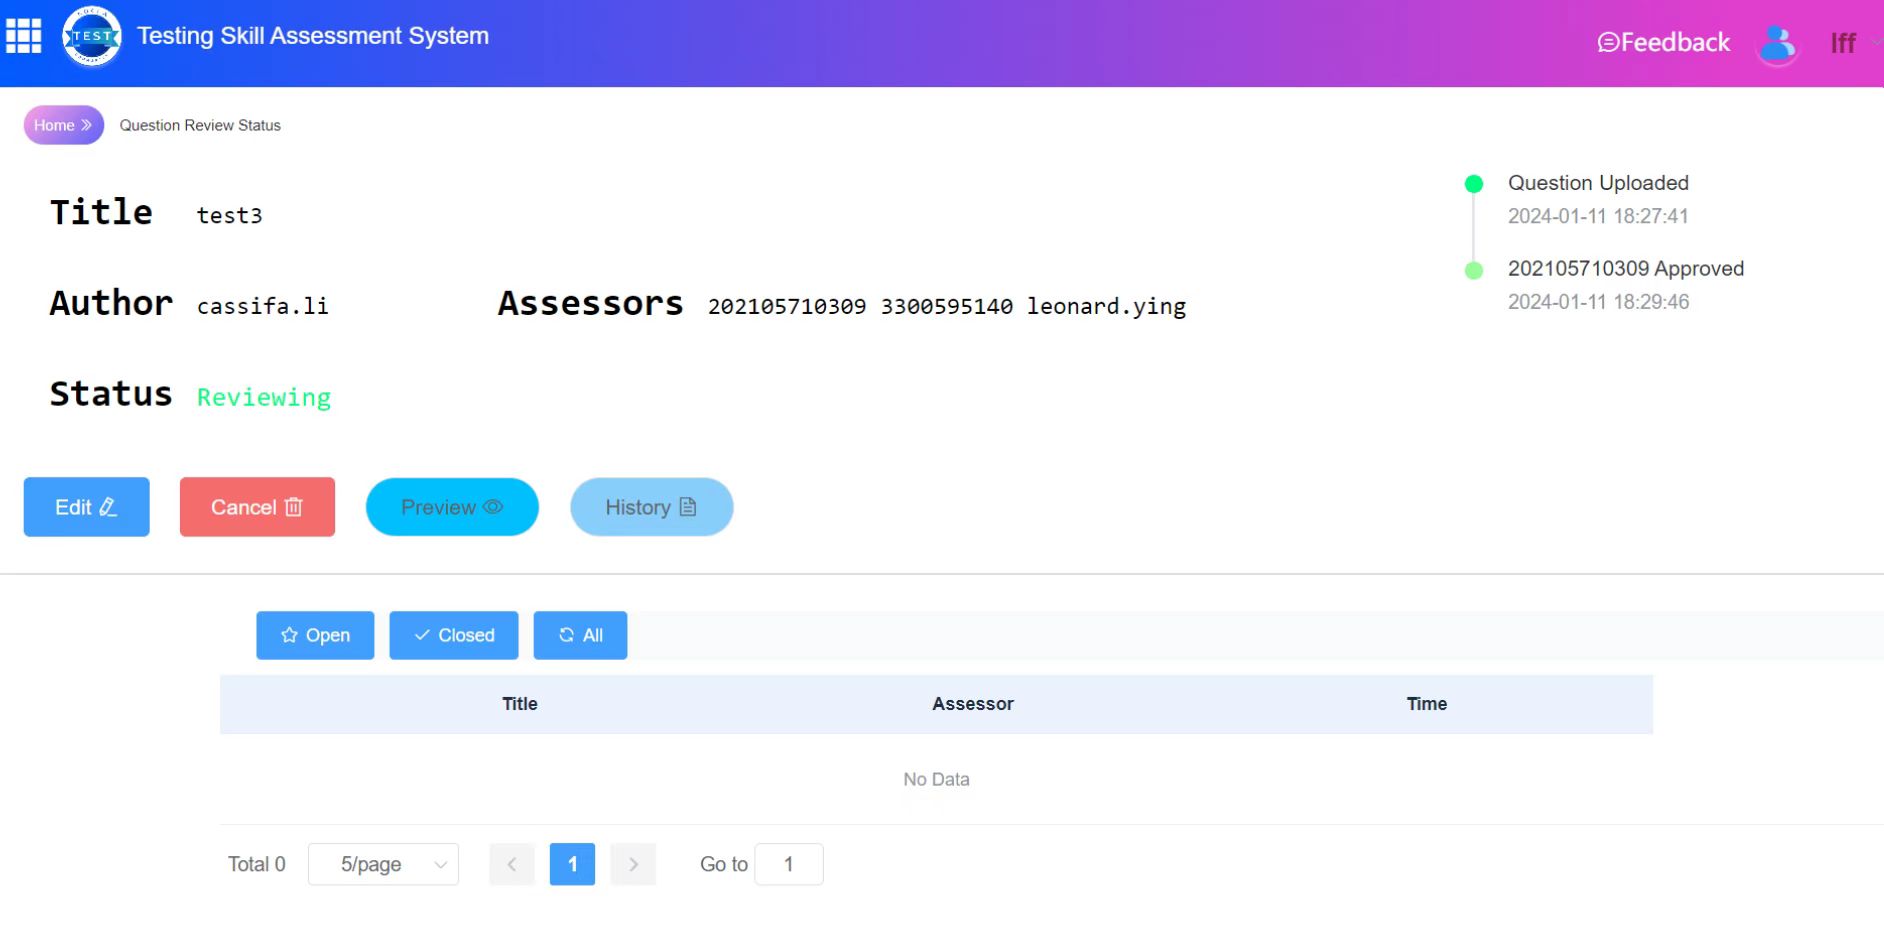 TEST
Testing Skill Assessment System
Feedback
lff
Home
Question Review Status
Title test3
Question Uploaded
2024-01-11 18:27:41
Author cassifa.li
Assessors 202105710309 3300595140 leonard.ying
202105710309 Approved
2024-01-11 18:29:46
Status Reviewing
Edit
Cancel
Preview
History
Open
Closed
All
Title Assessor Time
No Data
Total 0
5/page
1
Go to 1